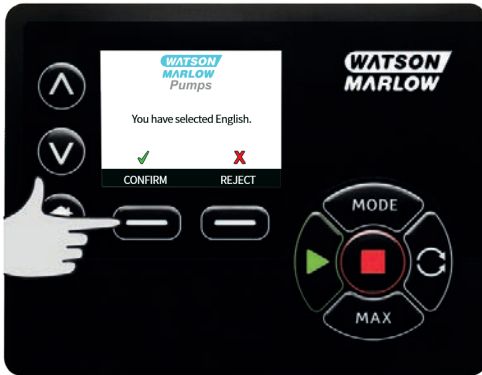 WATSON
MARLOW
Pumps
You have selected English.
CONFIRM
REJECT
WATSON
MARLOW
MODE
MAX